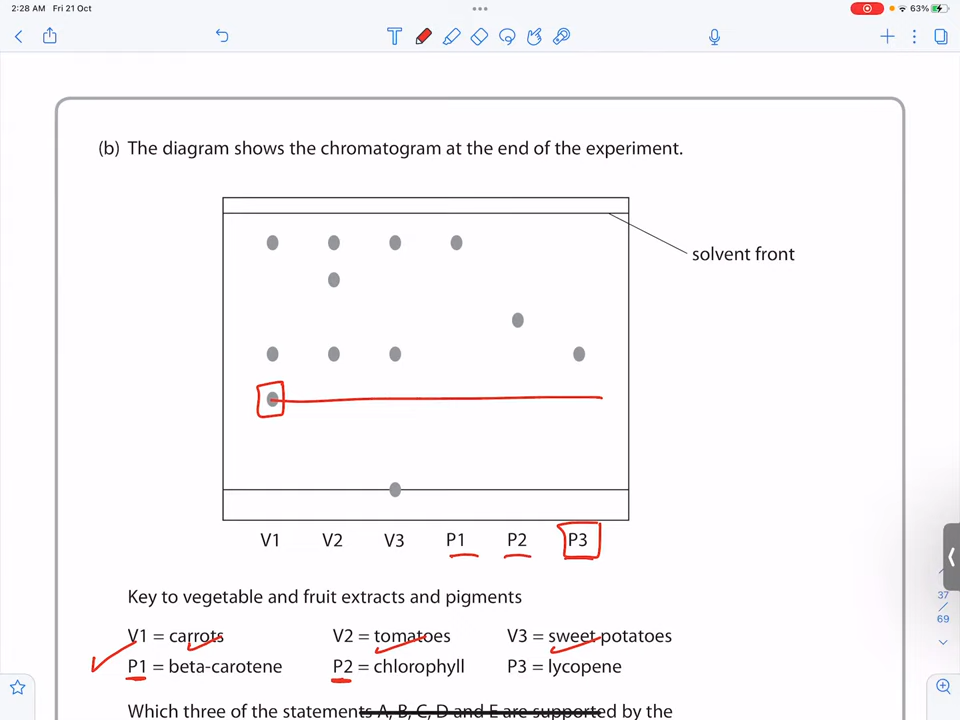 2:28 AM Fri 21 Oct
63%
(b) The diagram shows the chromatogram at the end of the experiment.
solvent front
V1 V2 V3 P1 P2 P3
Key to vegetable and fruit extracts and pigments
V1 = carrots V2 = tomatoes V3 = sweet potatoes
P1 = beta-carotene P2 = chlorophyll P3 = lycopene
37
/
69
Which three of the statements A, B, C, D and E are supported by the